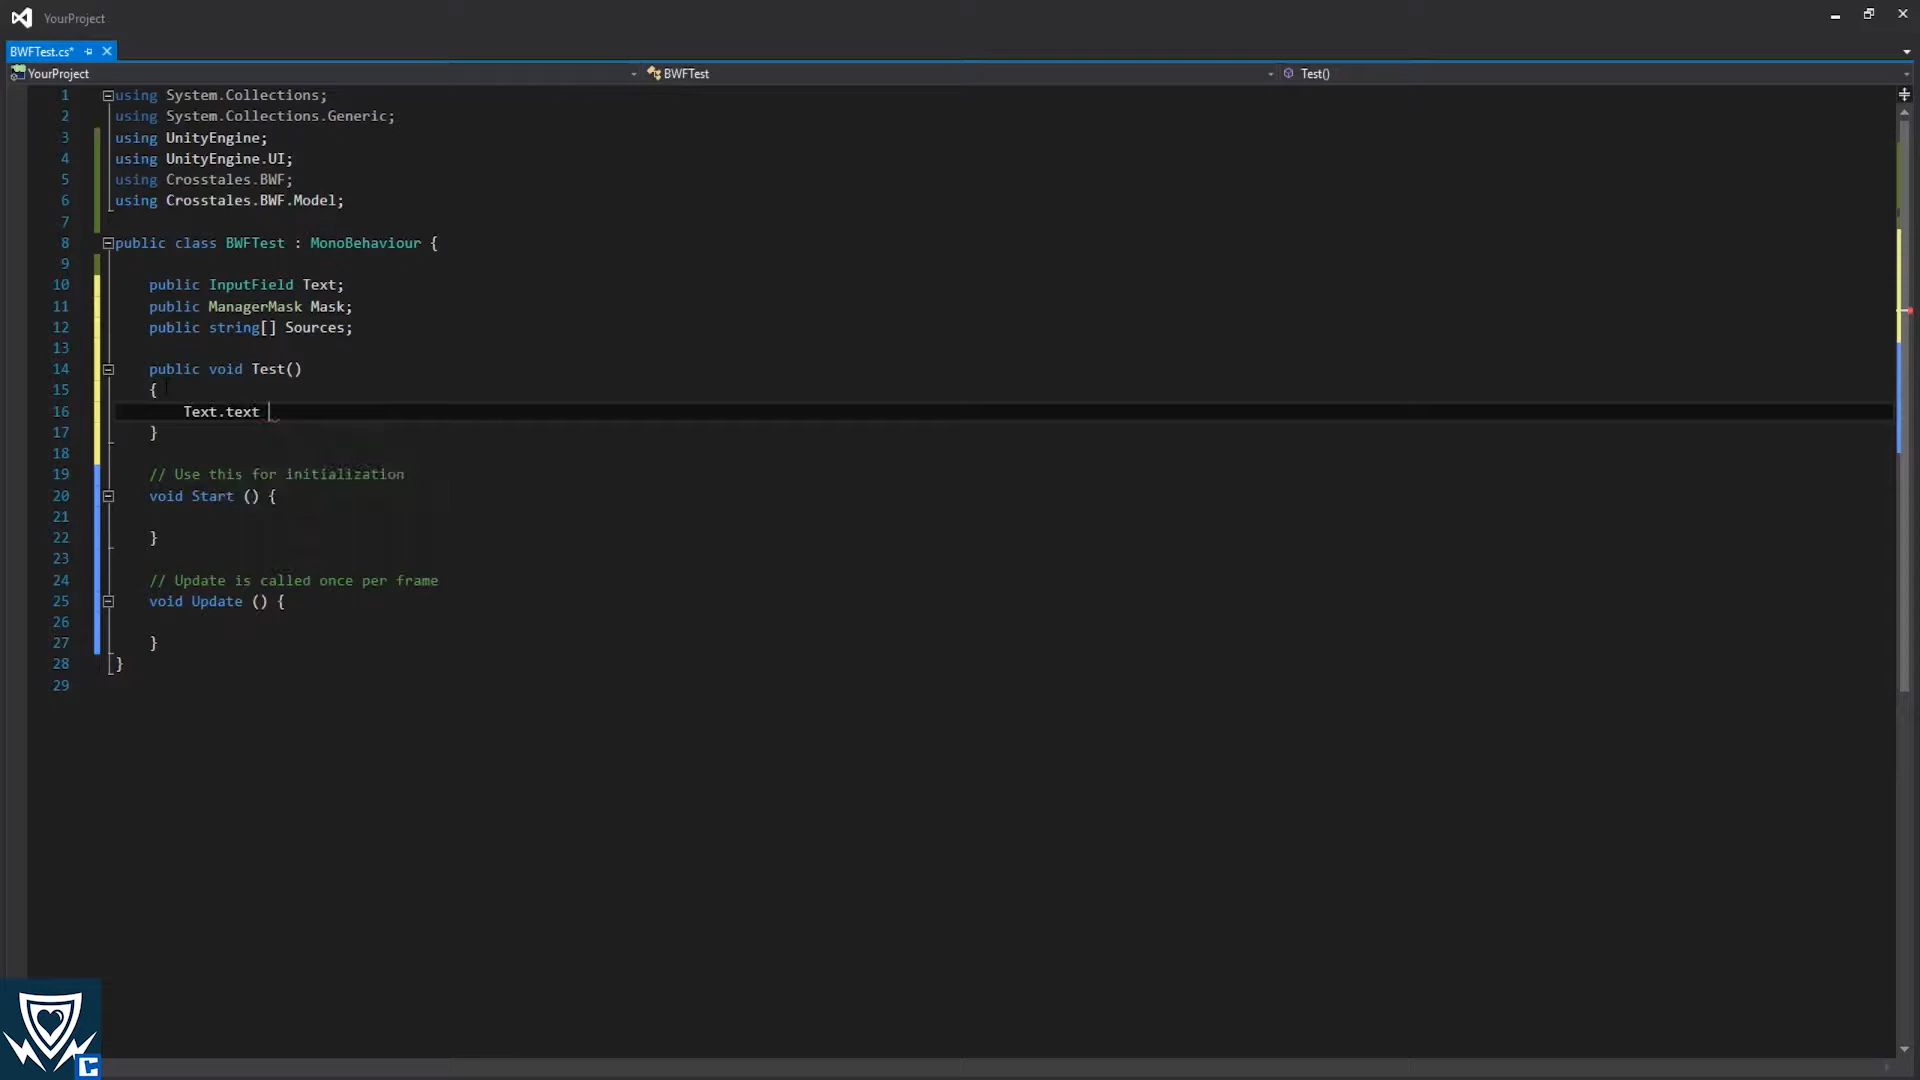 YourProject
BWFTest.cs*
YourProject
BWFTest
Test()
1 using System.Collections;
2 using System.Collections.Generic;
3 using UnityEngine;
4 using UnityEngine.UI;
5 using Crosstales.BWF;
6 using Crosstales.BWF.Model;
7
8 public class BWFTest : MonoBehaviour {
9
10 public InputField Text;
11 public ManagerMask Mask;
12 public string[] Sources;
13
14 public void Test()
15 {
16 Text.text
17 }
18
19 // Use this for initialization
20 void Start () {
21
22 }
23
24 // Update is called once per frame
25 void Update () {
26
27 }
28 }
29